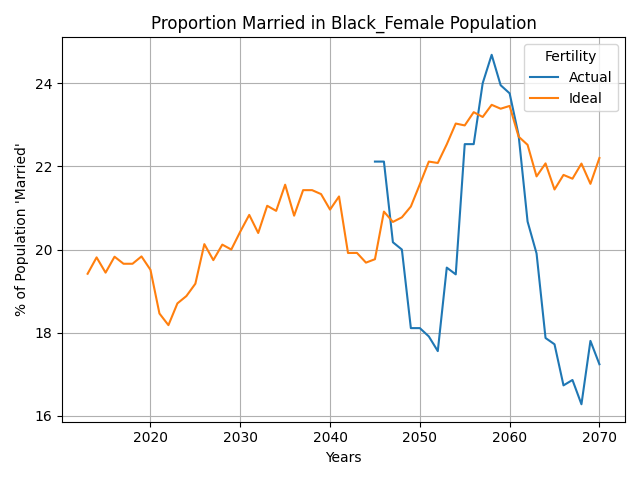 Proportion Married in Black_Female Population
Fertility
Actual
Ideal
% of Population 'Married'
24
22
20
18
16
2020 2030 2040 2050 2060 2070
Years